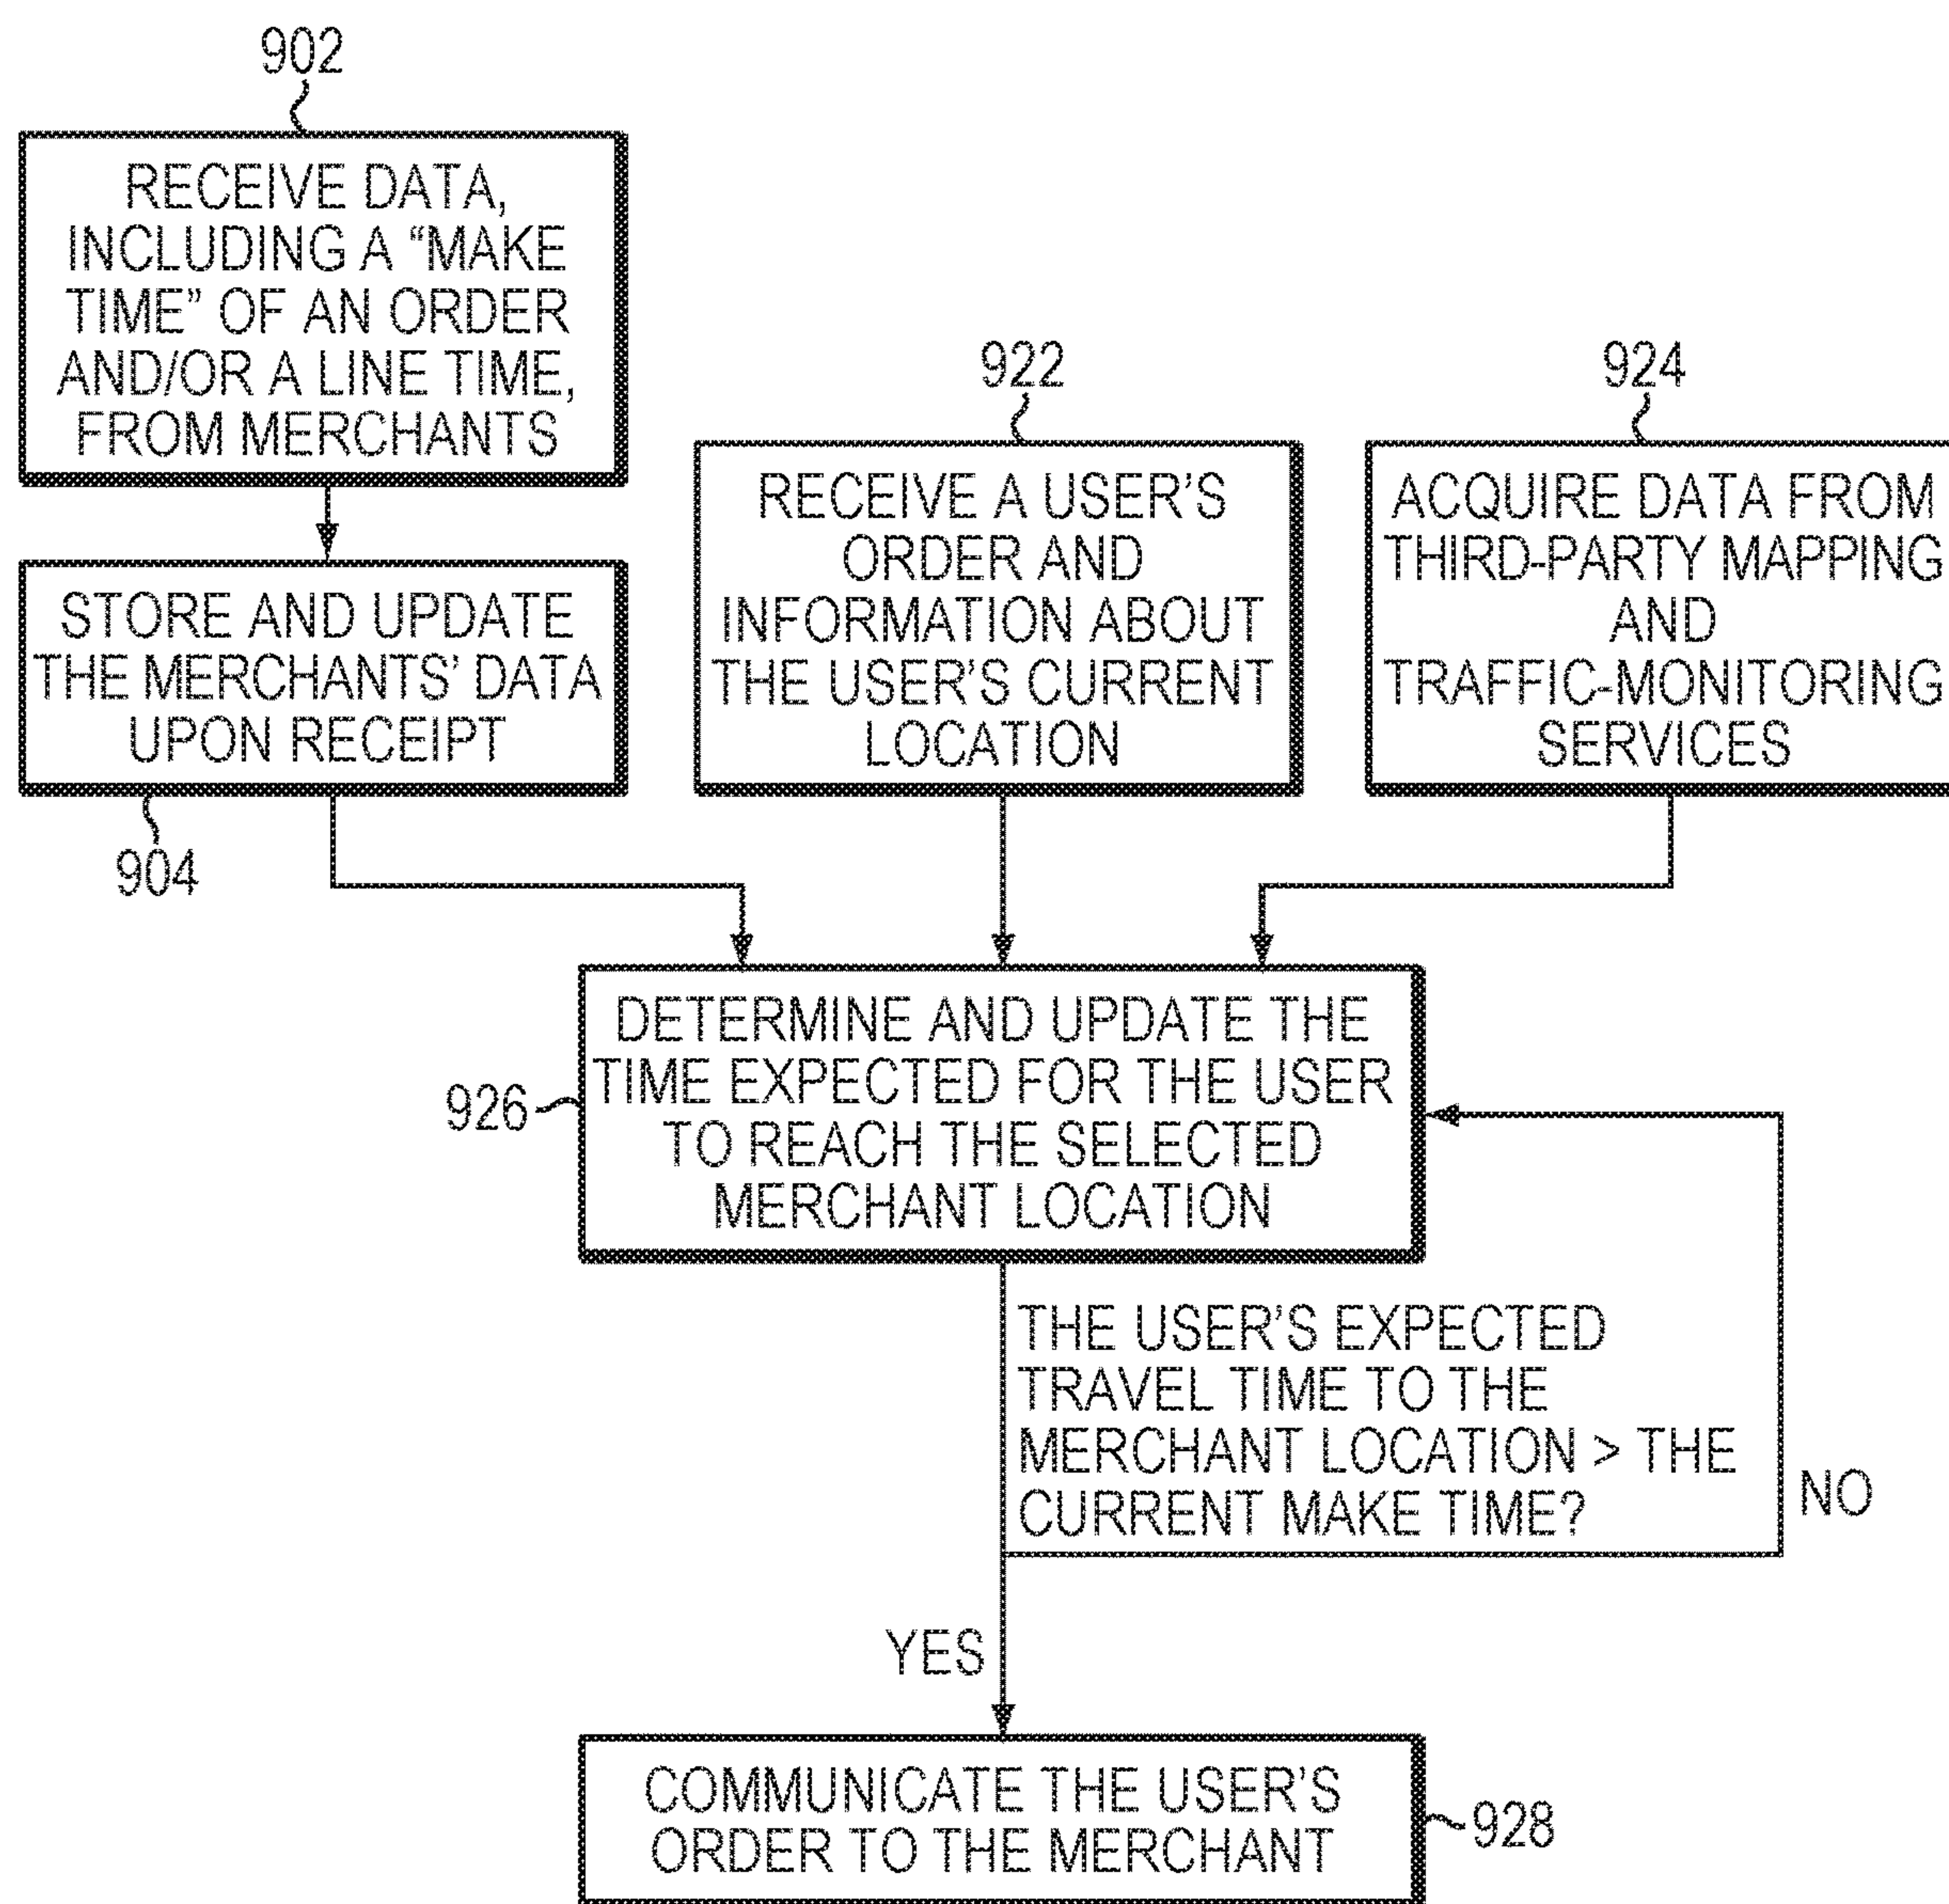 902
RECEIVE DATA,
INCLUDING A “MAKE
TIME” OF AN ORDER
AND/OR A LINE TIME,
FROM MERCHANTS
STORE AND UPDATE
THE MERCHANTS’ DATA
UPON RECEIPT
904
922
RECEIVE A USER’S
ORDER AND
INFORMATION ABOUT
THE USER’S CURRENT
LOCATION
924
ACQUIRE DATA FROM
THIRD-PARTY MAPPING
AND
TRAFFIC-MONITORING
SERVICES
926
DETERMINE AND UPDATE THE
TIME EXPECTED FOR THE USER
TO REACH THE SELECTED
MERCHANT LOCATION
THE USER’S EXPECTED
TRAVEL TIME TO THE
MERCHANT LOCATION > THE
CURRENT MAKE TIME?
NO
YES
COMMUNICATE THE USER’S
ORDER TO THE MERCHANT
928